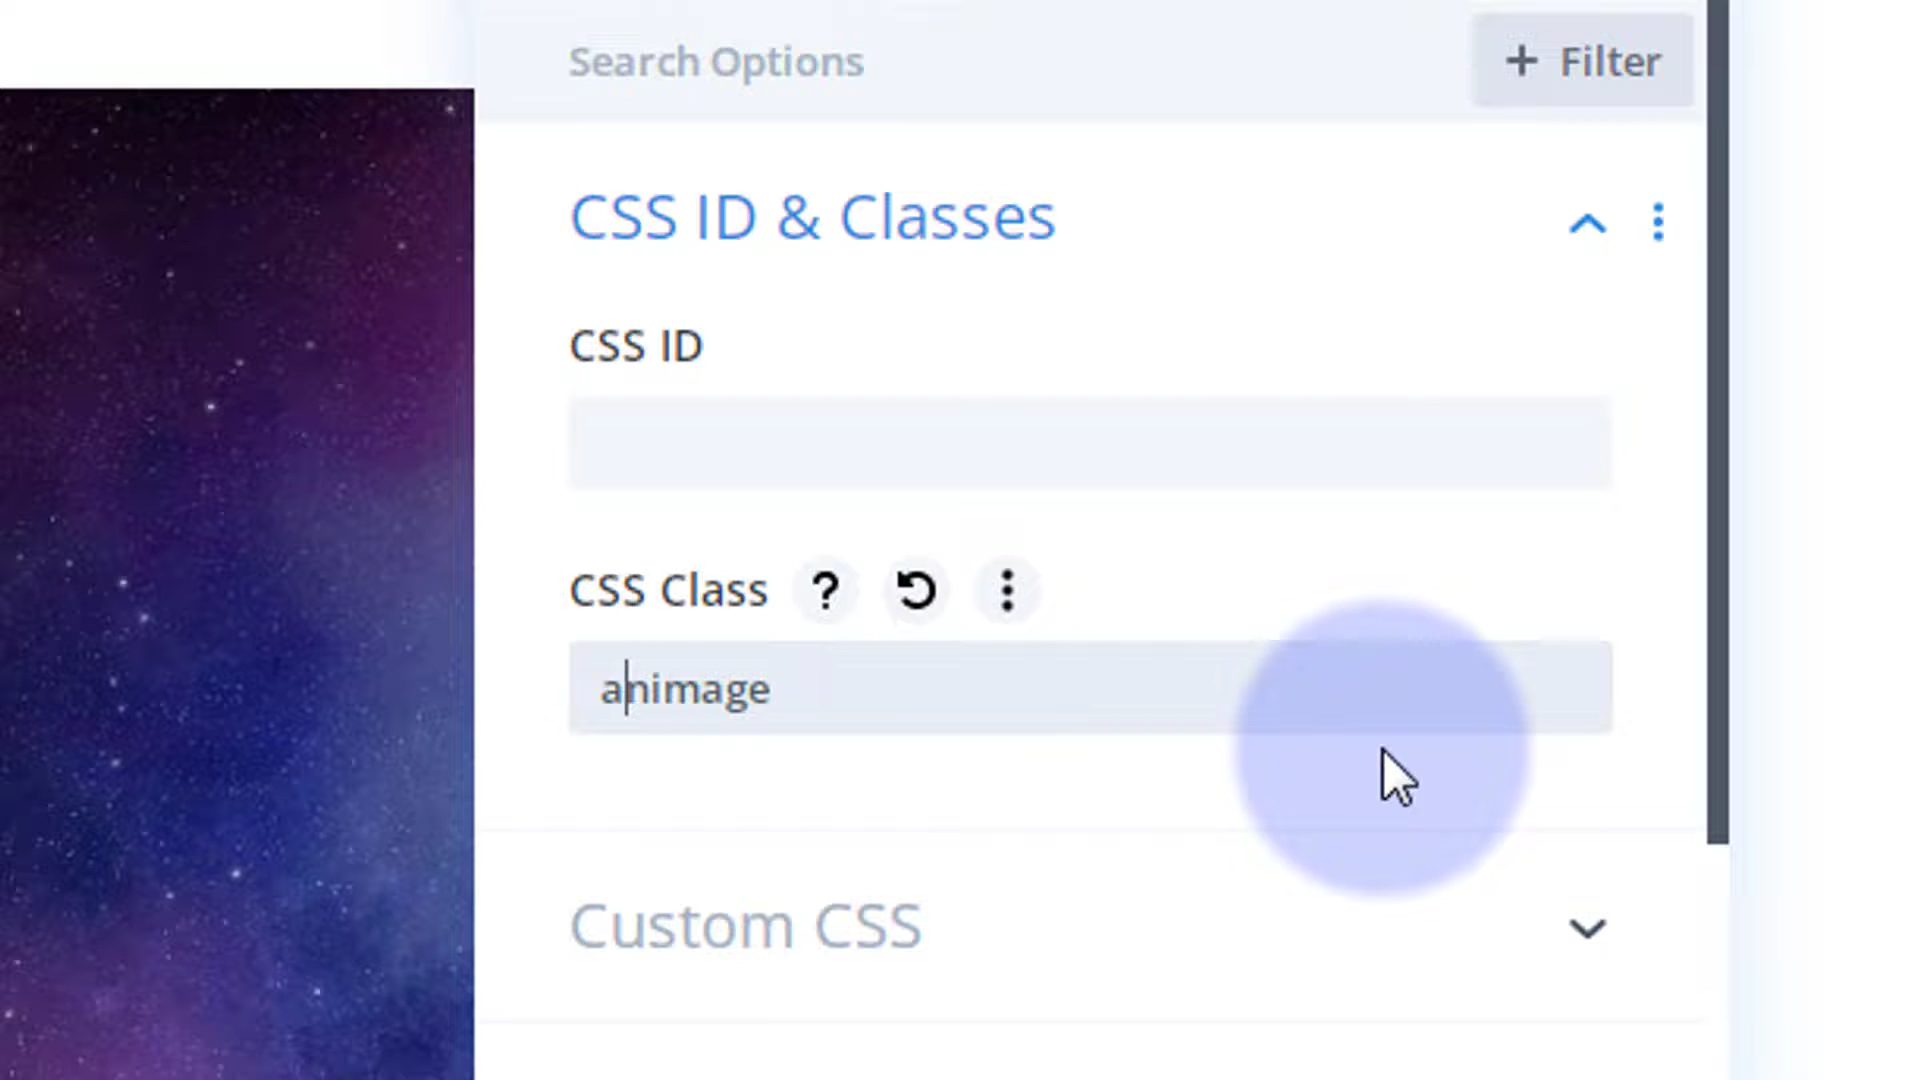 Search Options
+ Filter
CSS ID & Classes
CSS ID
CSS Class ?
animage
Custom CSS